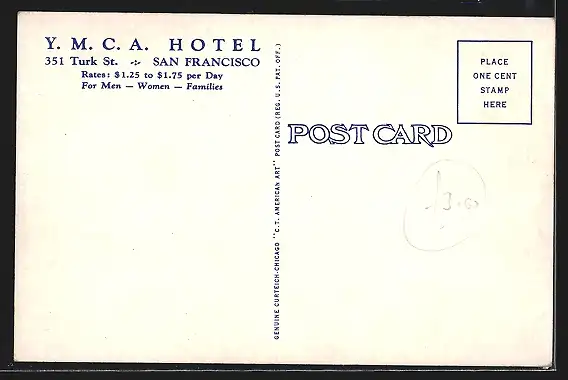 Y. M. C. A. HOTEL
351 Turk St. -:- SAN FRANCISCO
Rates: $1.25 to $1.75 per Day
For Men — Women — Families
GENUINE CURTEICH-CHICAGO "C.T. AMERICAN ART" POST CARD (REG. U.S. PAT. OFF.)
POST CARD
PLACE
ONE CENT
STAMP
HERE